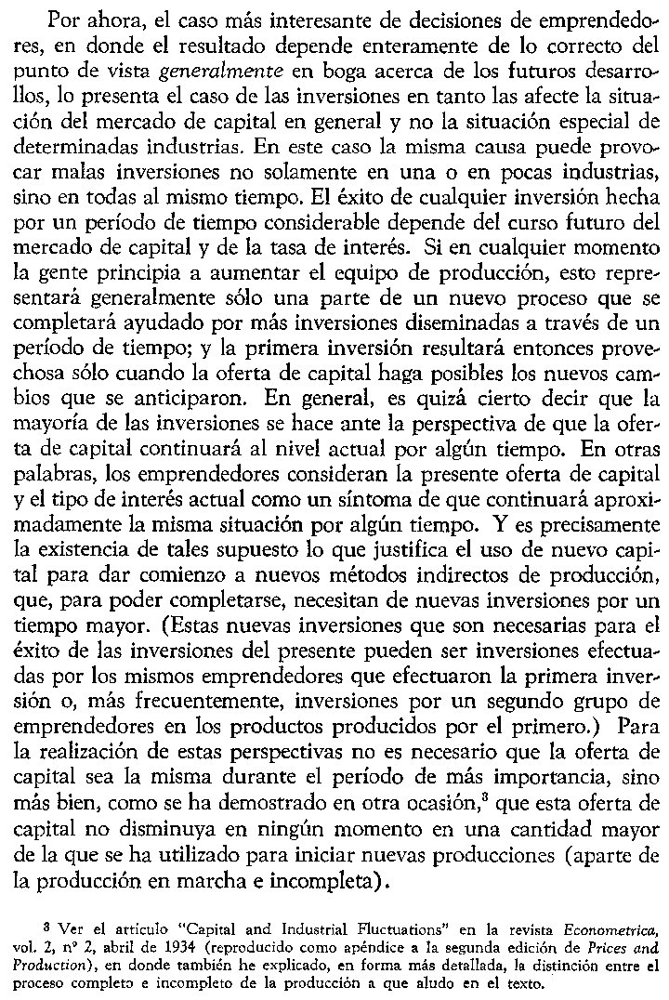 Por ahora, el caso más interesante de decisiones de emprendedo-
res, en donde el resultado depende enteramente de lo correcto del
punto de vista generalmente en boga acerca de los futuros desarro-
llos, lo presenta el caso de las inversiones en tanto las afecte la situa-
ción del mercado de capital en general y no la situación especial de
determinadas industrias. En este caso la misma causa puede provo-
car malas inversiones no solamente en una o en pocas industrias,
sino en todas al mismo tiempo. El éxito de cualquier inversión hecha
por un período de tiempo considerable depende del curso futuro del
mercado de capital y de la tasa de interés. Si en cualquier momento
la gente principia a aumentar el equipo de producción, esto repre-
sentará generalmente sólo una parte de un nuevo proceso que se
completará ayudado por más inversiones diseminadas a través de un
período de tiempo; y la primera inversión resultará entonces prove-
chosa sólo cuando la oferta de capital haga posibles los nuevos cam-
bios que se anticiparon. En general, es quizá cierto decir que la
mayoría de las inversiones se hace ante la perspectiva de que la ofer-
ta de capital continuará al nivel actual por algún tiempo. En otras
palabras, los emprendedores consideran la presente oferta de capital
y el tipo de interés actual como un síntoma de que continuará aproxi-
madamente la misma situación por algún tiempo. Y es precisamente
la existencia de tales supuesto lo que justifica el uso de nuevo capi-
tal para dar comienzo a nuevos métodos indirectos de producción,
que, para poder completarse, necesitan de nuevas inversiones por un
tiempo mayor. (Estas nuevas inversiones que son necesarias para el
éxito de las inversiones del presente pueden ser inversiones efectua-
das por los mismos emprendedores que efectuaron la primera inver-
sión o, más frecuentemente, inversiones por un segundo grupo de
emprendedores en los productos producidos por el primero.) Para
la realización de estas perspectivas no es necesario que la oferta de
capital sea la misma durante el período de más importancia, sino
más bien, como se ha demostrado en otra ocasión,³ que esta oferta de
capital no disminuya en ningún momento en una cantidad mayor
de la que se ha utilizado para iniciar nuevas producciones (aparte de
la producción en marcha e incompleta).
³ Ver el artículo "Capital and Industrial Fluctuations" en la revista Econometrica,
vol. 2, nº 2, abril de 1934 (reproducido como apéndice a la segunda edición de Prices and
Production), en donde también he explicado, en forma más detallada, la distinción entre el
proceso completo e incompleto de la producción a que aludo en el texto.